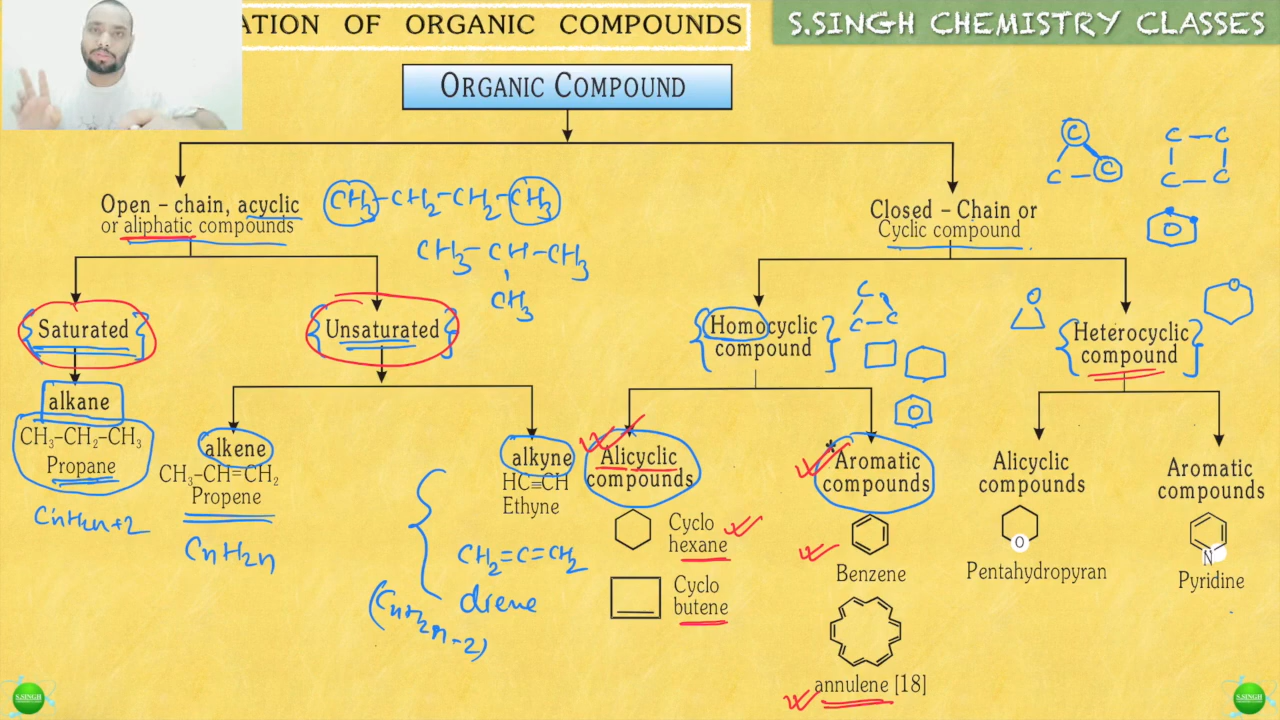 ATION OF ORGANIC COMPOUNDS
S.SINGH CHEMISTRY CLASSES
ORGANIC COMPOUND
Open – chain, acyclic
or aliphatic compounds
CH3–CH2–CH2–CH3
CH3–CH–CH3
CH3
Closed – Chain or
Cyclic compound
C
C – C
C – C
C – C
O
Saturated
Unsaturated
Homocyclic
compound
C
C – C
Heterocyclic
compound
O
O
alkane
CH3–CH2–CH3
Propane
CnH2n+2
alkene
CH3–CH=CH2
Propene
CnH2n
alkyne
HC≡CH
Ethyne
CH2=C=CH2
diene
(CnH2n-2)
Alicyclic
compounds
Cyclo
hexane
Cyclo
butene
*
Aromatic
compounds
Benzene
annulene [18]
Alicyclic
compounds
O
Pentahydropyran
Aromatic
compounds
N
Pyridine
S.SINGH
S.SINGH